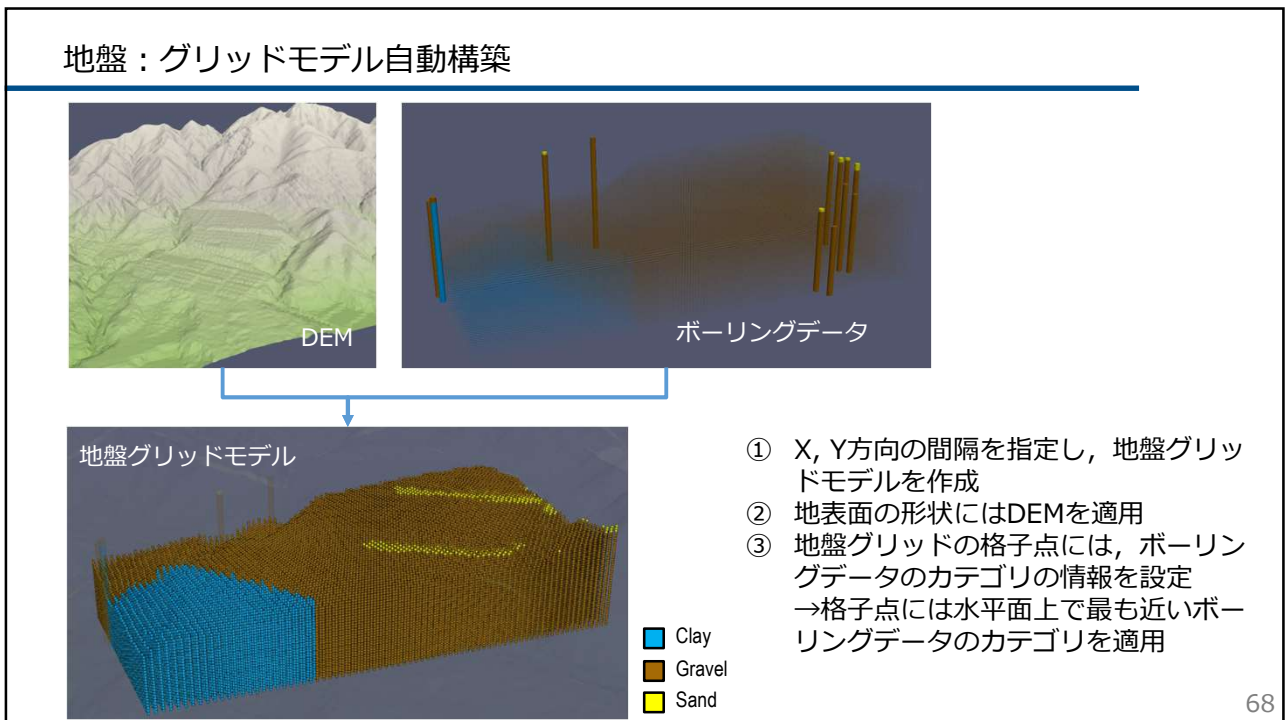 地盤：グリッドモデル自動構築
DEM
ボーリングデータ
地盤グリッドモデル
① X, Y方向の間隔を指定し，地盤グリッ
ドモデルを作成
② 地表面の形状にはDEMを適用
③ 地盤グリッドの格子点には，ボーリン
グデータのカテゴリの情報を設定
→格子点には水平面上で最も近いボー
リングデータのカテゴリを適用
Clay
Gravel
Sand
68